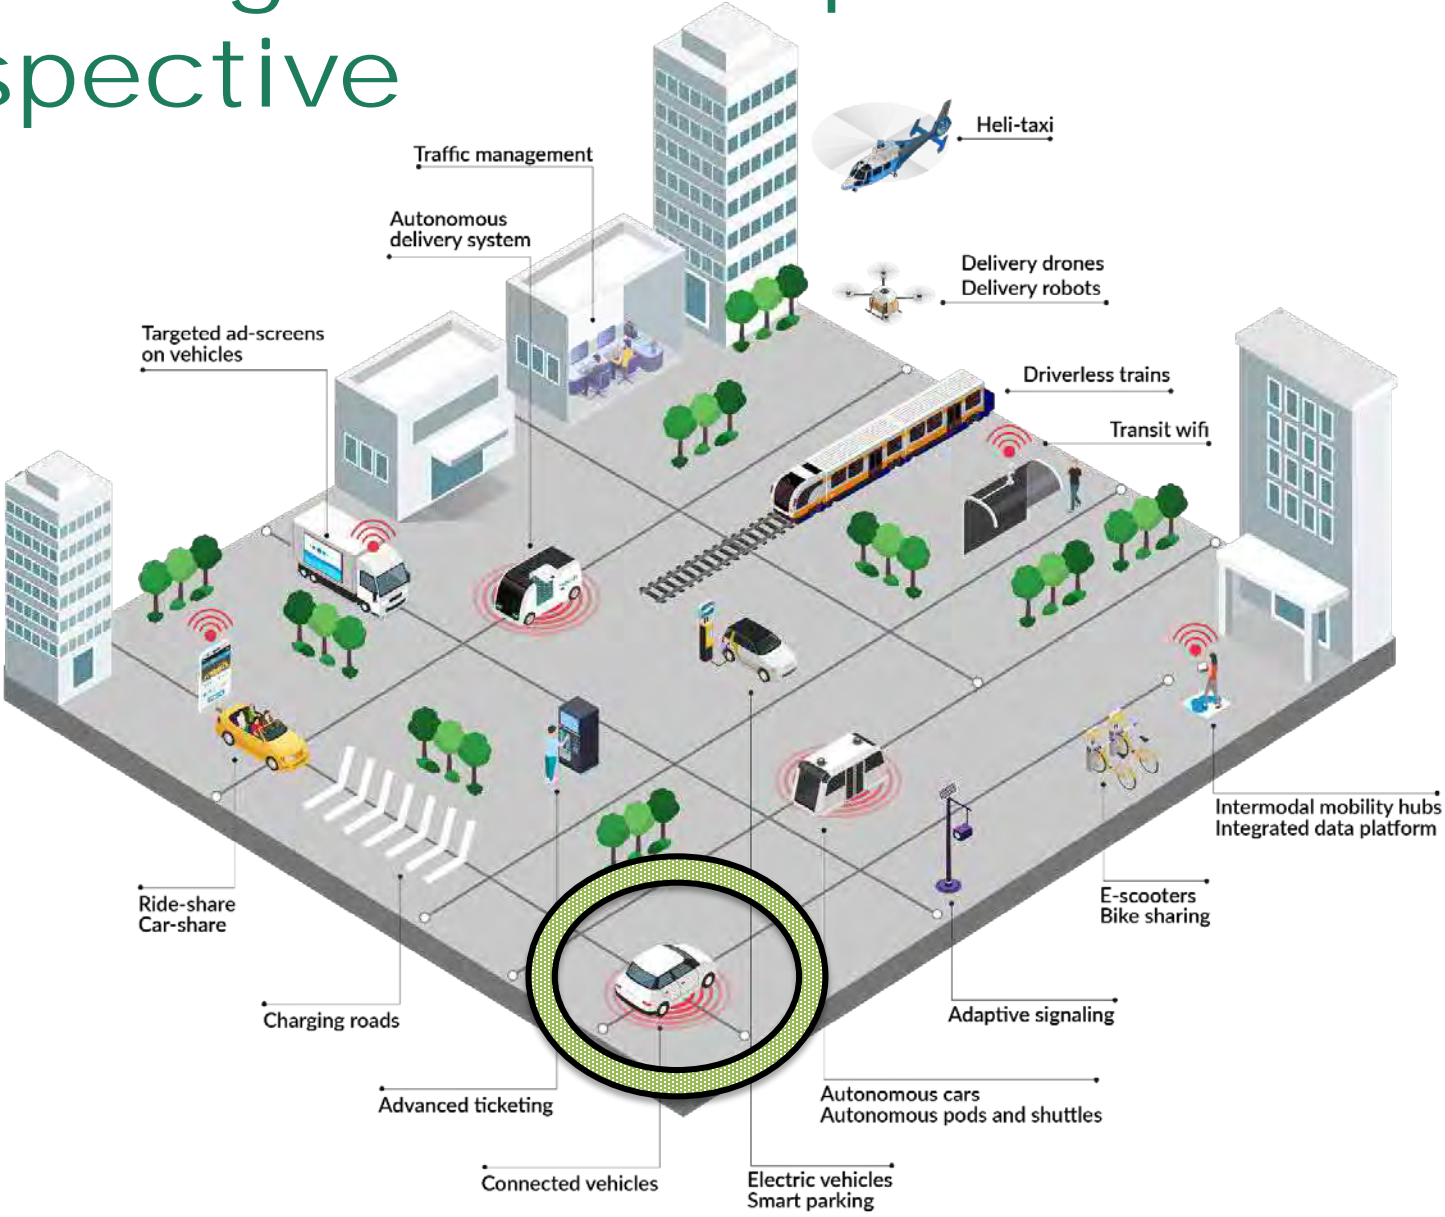 spective
Heli-taxi
Traffic management
Autonomous
delivery system
Delivery drones
Delivery robots
Targeted ad-screens
on vehicles
Driverless trains
Transit wifi
Intermodal mobility hubs
Integrated data platform
Ride-share
Car-share
E-scooters
Bike sharing
Charging roads
Adaptive signaling
Advanced ticketing
Autonomous cars
Autonomous pods and shuttles
Connected vehicles
Electric vehicles
Smart parking